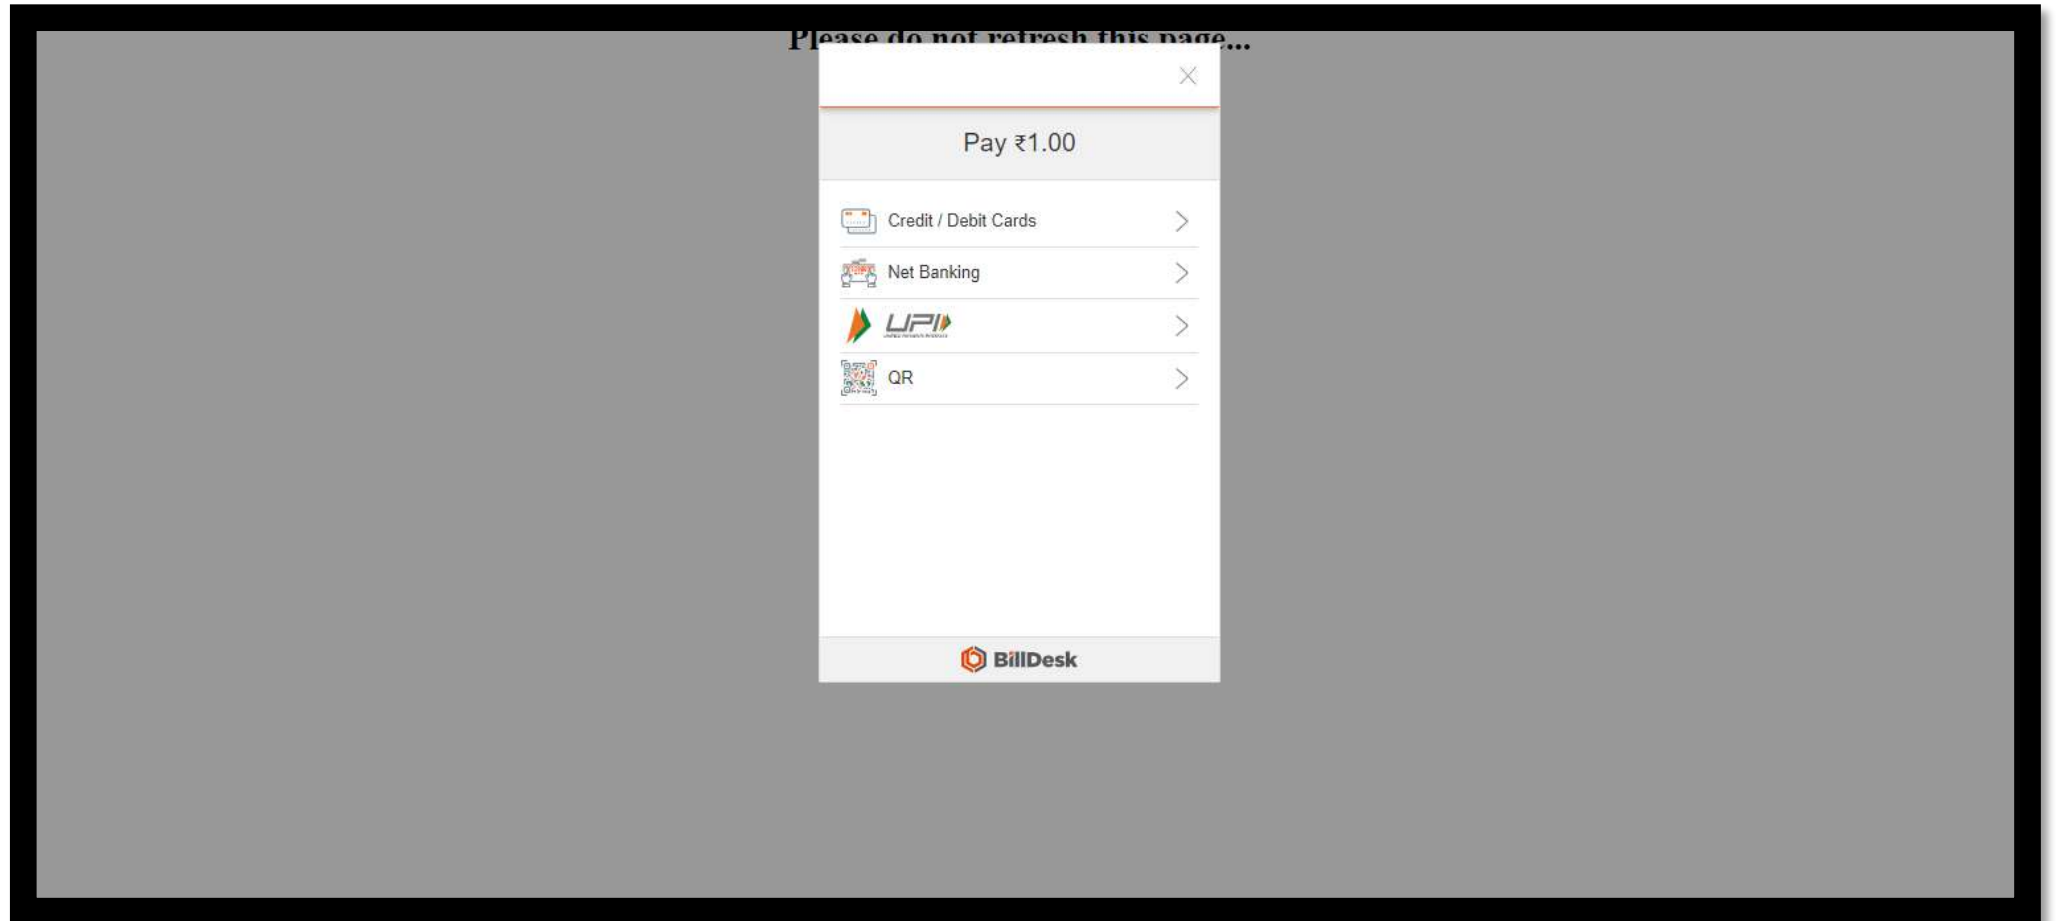 Please do not refresh this page...
Pay ₹1.00
Credit / Debit Cards
Net Banking
UPI
QR
BillDesk